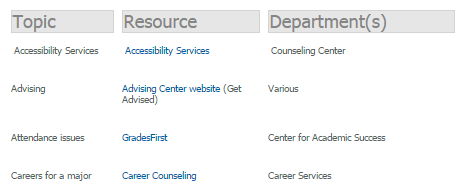 Topic Resource Department(s)
Accessibility Services Accessibility Services Counseling Center
Advising Advising Center website (Get Various
Advised)
Attendance issues GradesFirst Center for Academic Success
Careers for a major Career Counseling Career Services